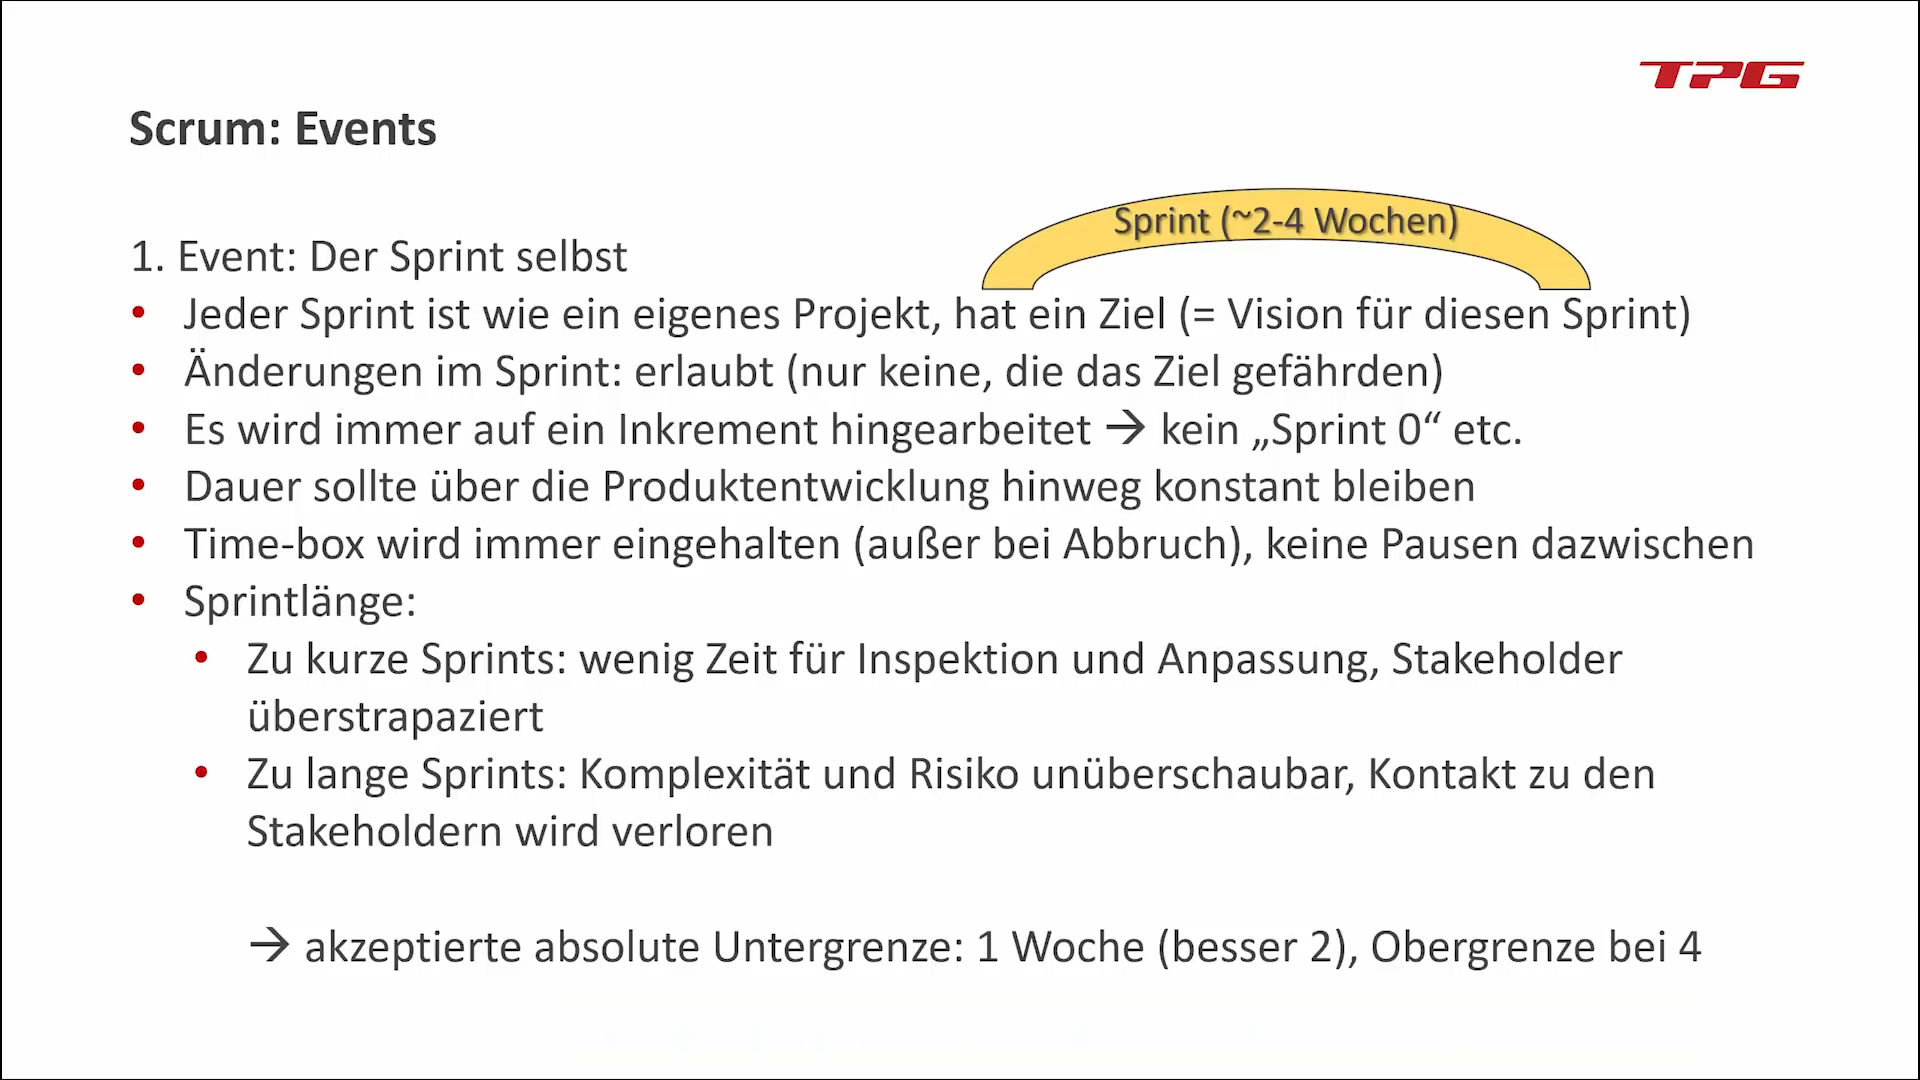 TPG
Scrum: Events
Sprint (~2-4 Wochen)
1. Event: Der Sprint selbst
• Jeder Sprint ist wie ein eigenes Projekt, hat ein Ziel (= Vision für diesen Sprint)
• Änderungen im Sprint: erlaubt (nur keine, die das Ziel gefährden)
• Es wird immer auf ein Inkrement hingearbeitet → kein „Sprint 0“ etc.
• Dauer sollte über die Produktentwicklung hinweg konstant bleiben
• Time-box wird immer eingehalten (außer bei Abbruch), keine Pausen dazwischen
• Sprintlänge:
• Zu kurze Sprints: wenig Zeit für Inspektion und Anpassung, Stakeholder
überstrapaziert
• Zu lange Sprints: Komplexität und Risiko unüberschaubar, Kontakt zu den
Stakeholdern wird verloren
→ akzeptierte absolute Untergrenze: 1 Woche (besser 2), Obergrenze bei 4